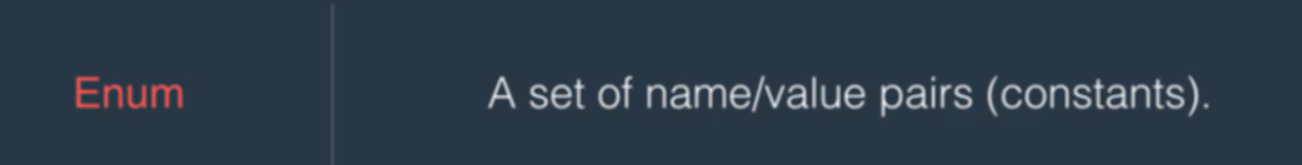 Enum
A set of name/value pairs (constants).